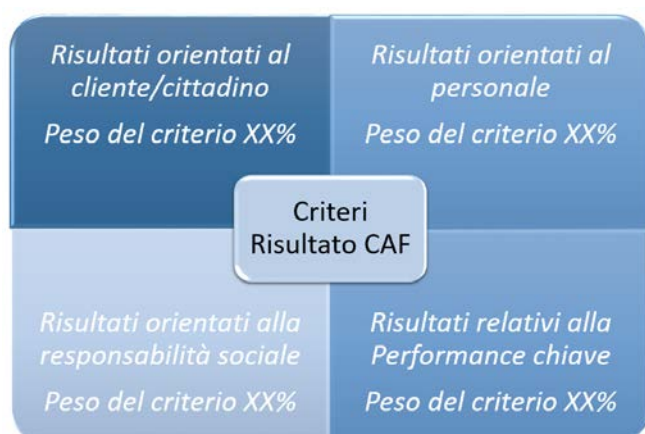 Risultati orientati al
cliente/cittadino
Peso del criterio XX%
Risultati orientati al
personale
Peso del criterio XX%
Criteri
Risultato CAF
Risultati orientati alla
responsabilità sociale
Peso del criterio XX%
Risultati relativi alla
Performance chiave
Peso del criterio XX%